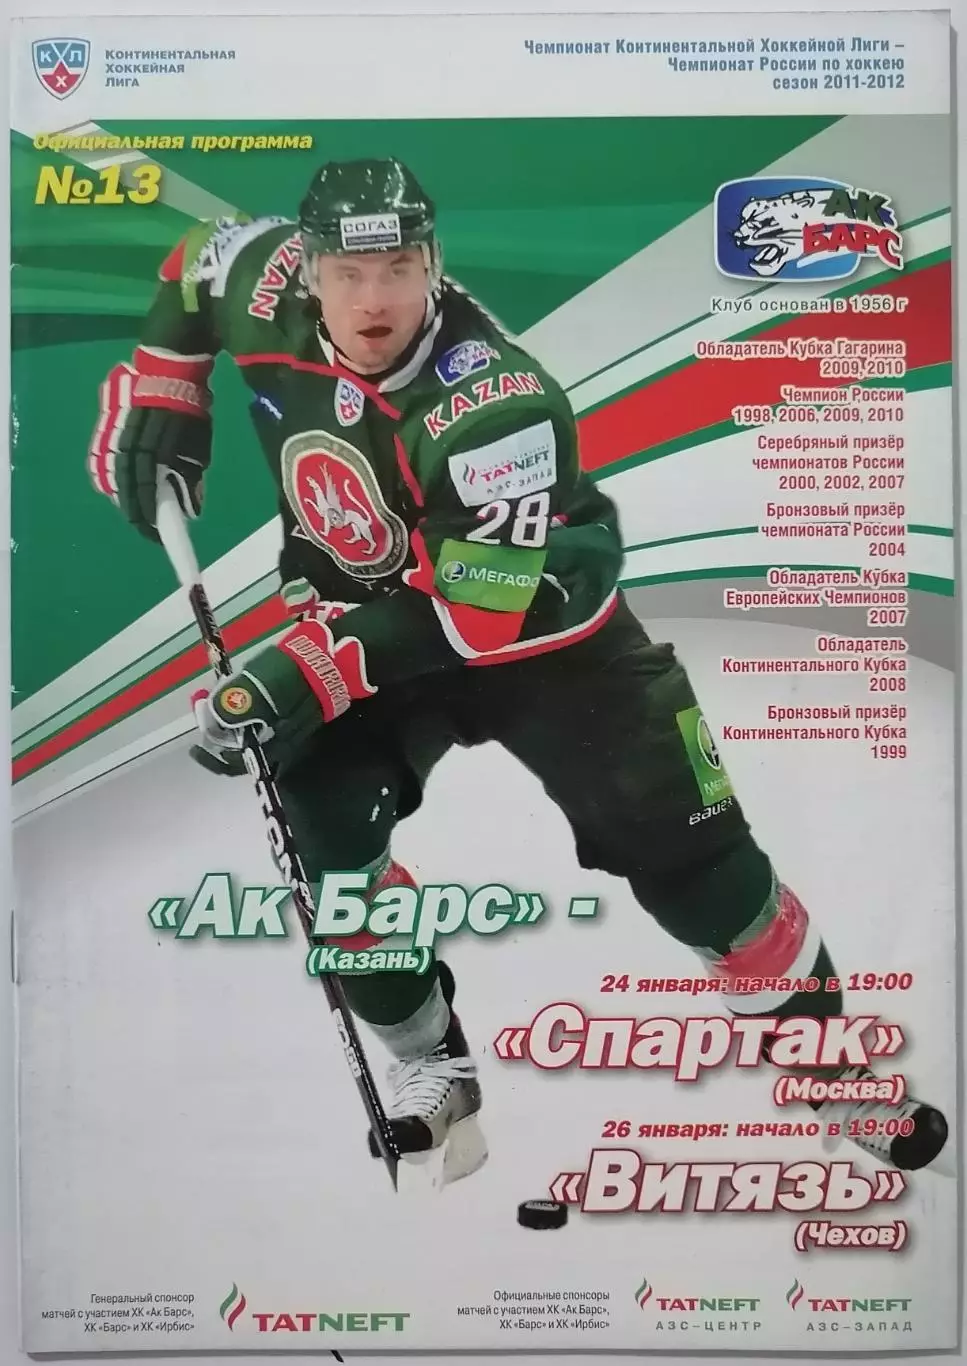 КХЛ
Континентальная
Хоккейная
Лига
Чемпионат Континентальной Хоккейной Лиги –
Чемпионат России по хоккею
сезон 2011-2012
Официальная программа
№13
АК
БАРС
Клуб основан в 1956 г
Обладатель Кубка Гагарина
2009, 2010
Чемпион России
1998, 2006, 2009, 2010
Серебряный призёр
чемпионатов России
2000, 2002, 2007
Бронзовый призёр
чемпионата России
2004
Обладатель Кубка
Европейских Чемпионов
2007
Обладатель
Континентального Кубка
2008
Бронзовый призёр
Континентального Кубка
1999
СОГАЗ
KAZAN
KAZAN
TATNEFT
АЗС-ЗАПАД
28
МЕГАФО
bauer
«Ак Барс» -
(Казань)
24 января: начало в 19:00
«Спартак»
(Москва)
26 января: начало в 19:00
«Витязь»
(Чехов)
Генеральный спонсор
матчей с участием ХК «Ак Барс»,
ХК «Барс» и ХК «Ирбис»
TATNEFT
Официальные спонсоры
матчей с участием ХК «Ак Барс»,
ХК «Барс» и ХК «Ирбис»
TATNEFT
АЗС–ЦЕНТР
TATNEFT
АЗС–ЗАПАД